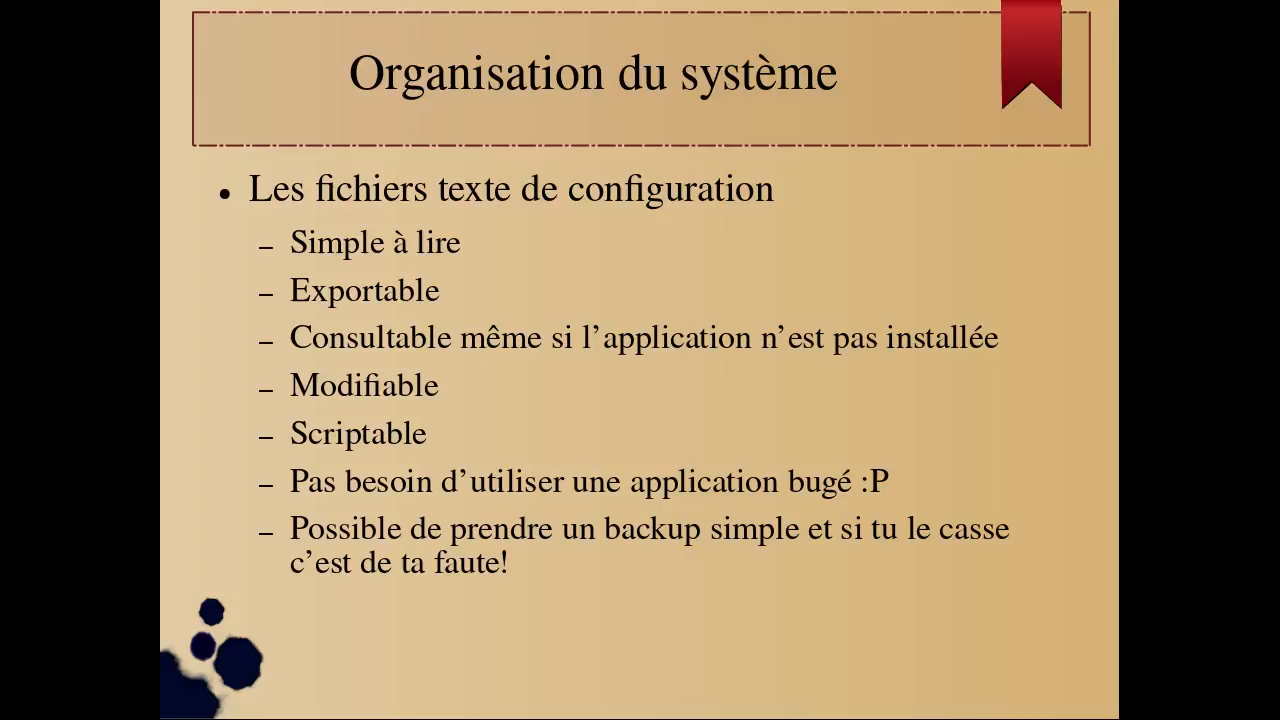 Organisation du système
• Les fichiers texte de configuration
– Simple à lire
– Exportable
– Consultable même si l’application n’est pas installée
– Modifiable
– Scriptable
– Pas besoin d’utiliser une application bugé :P
– Possible de prendre un backup simple et si tu le casse
c’est de ta faute!